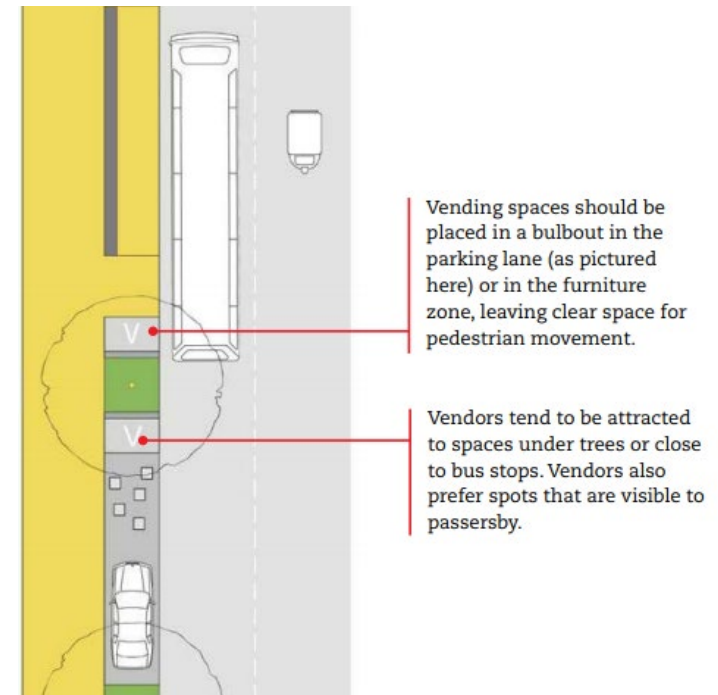 Vending spaces should be
placed in a bulbout in the
parking lane (as pictured
here) or in the furniture
zone, leaving clear space for
pedestrian movement.
V
Vendors tend to be attracted
to spaces under trees or close
to bus stops. Vendors also
prefer spots that are visible to
passersby.
V